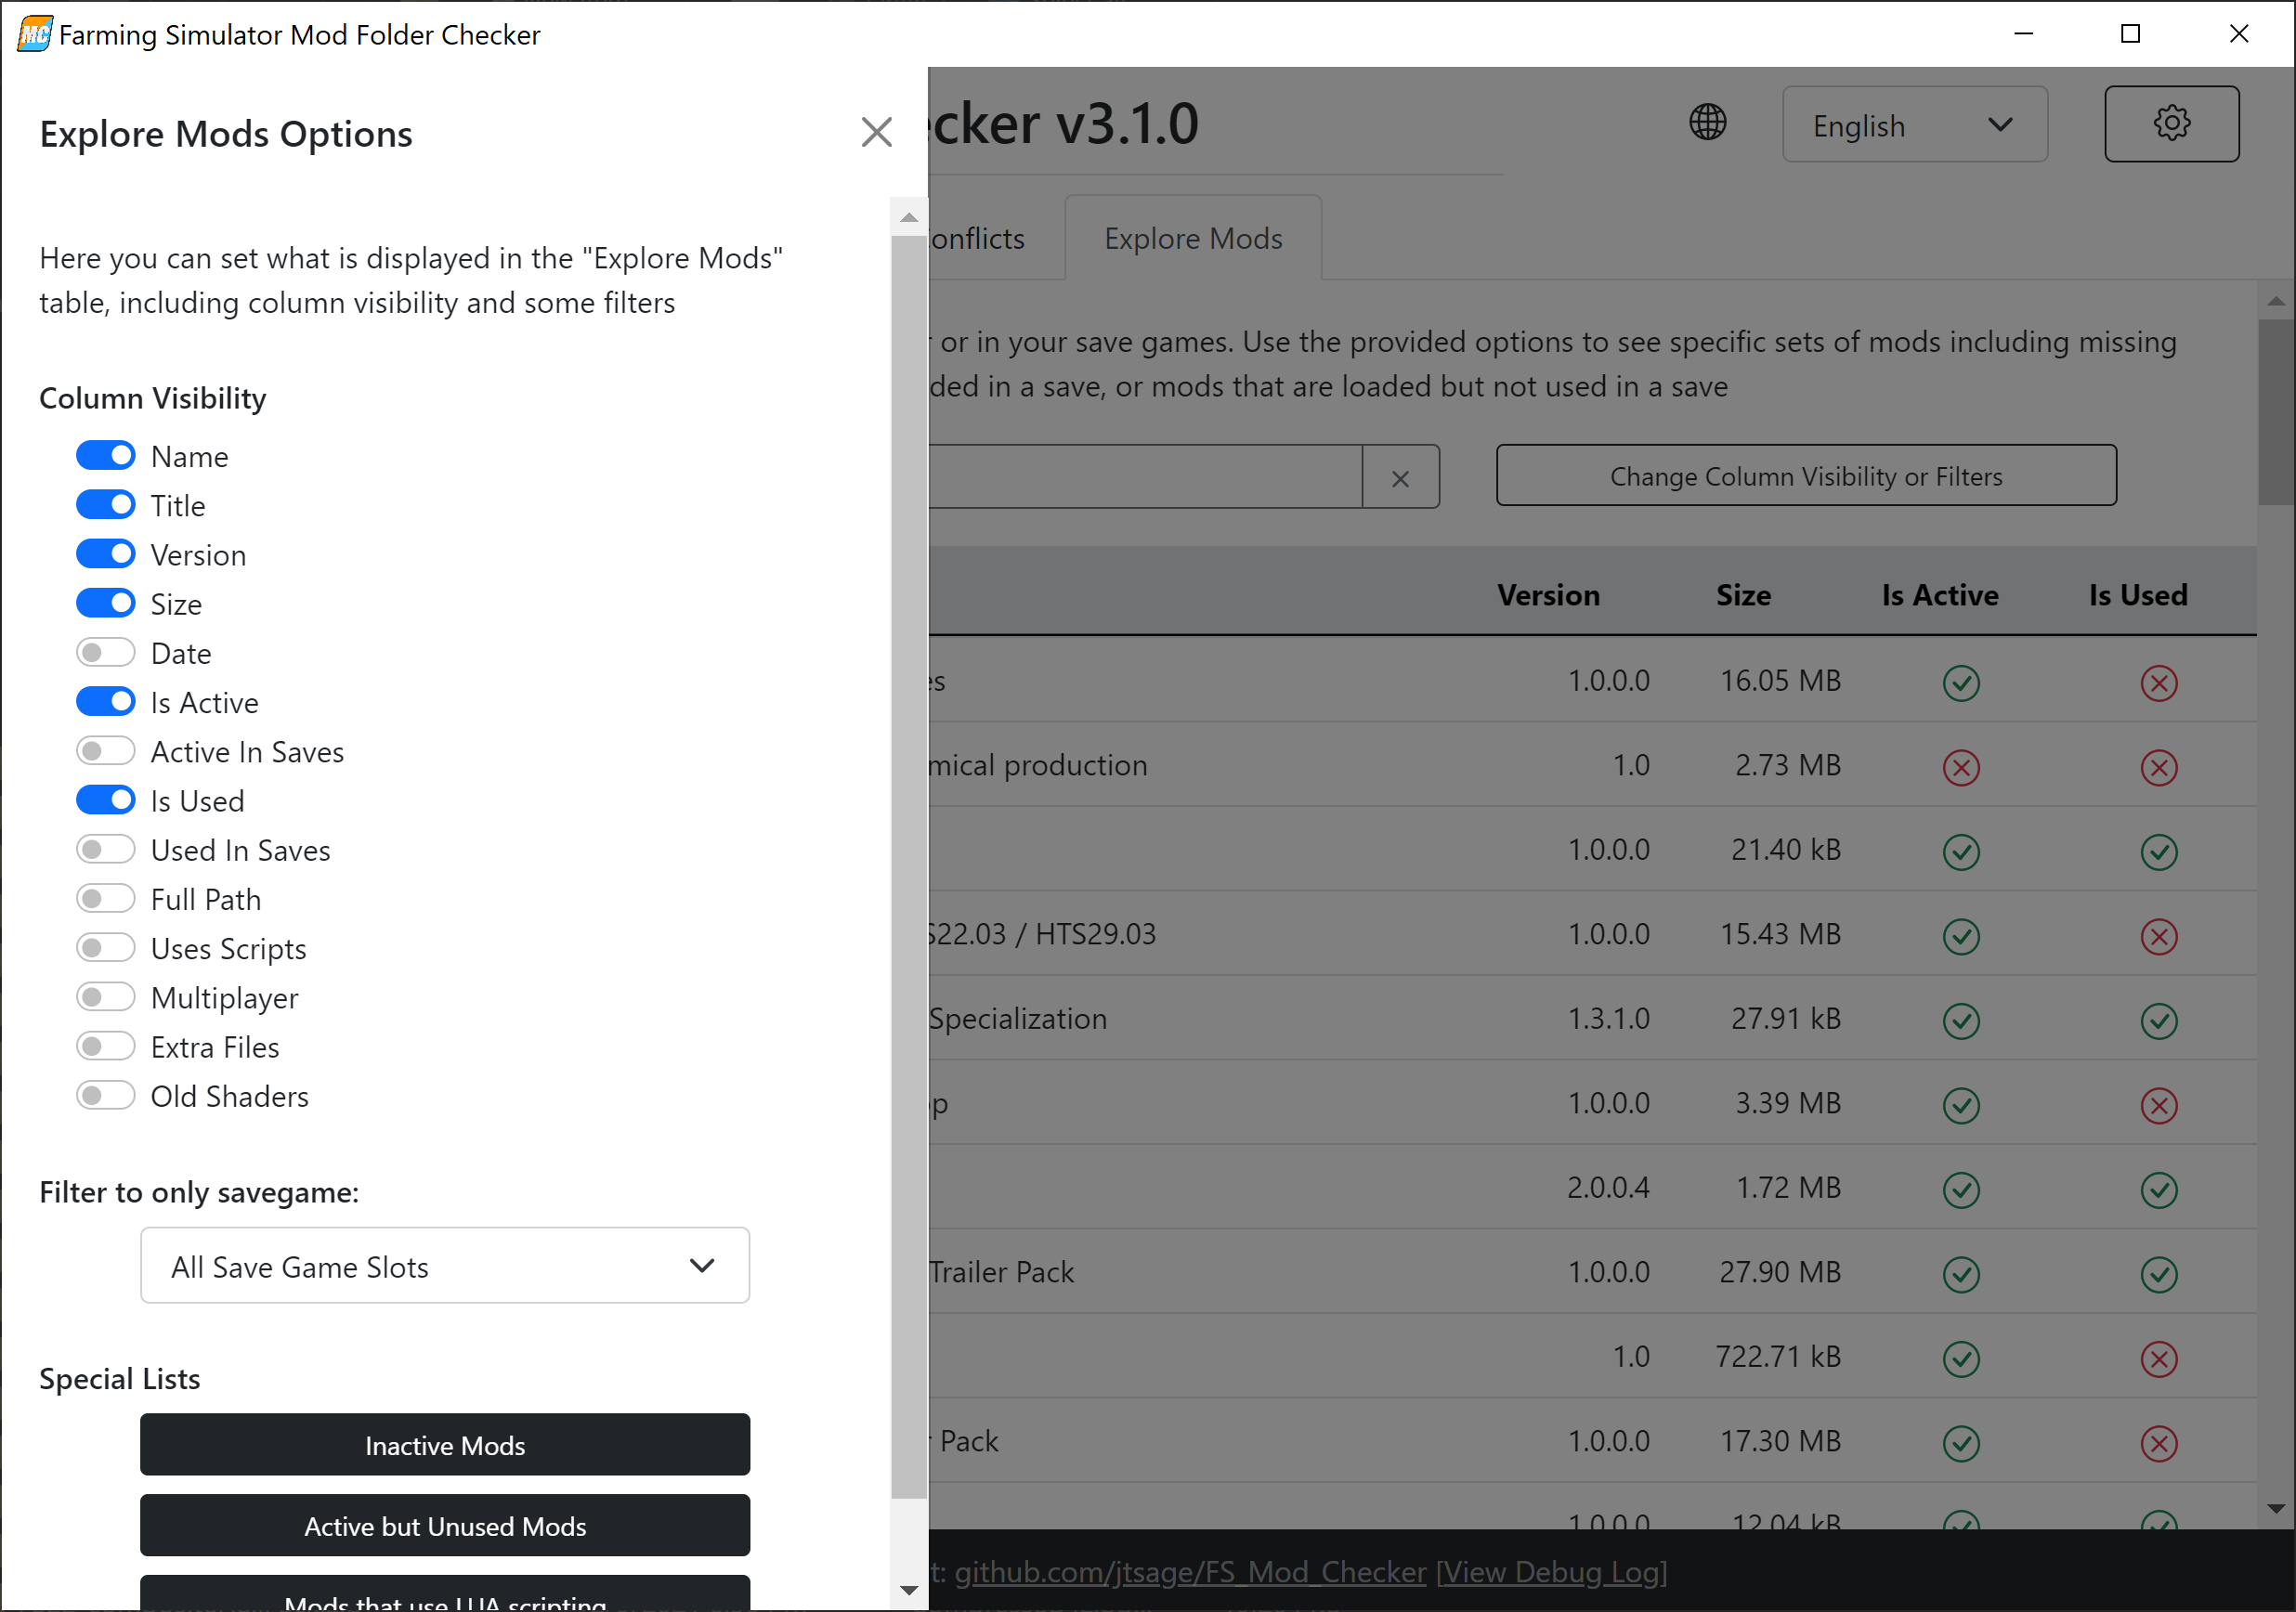 MC Farming Simulator Mod Folder Checker
Explore Mods Options
Here you can set what is displayed in the "Explore Mods"
table, including column visibility and some filters
Column Visibility
Name
Title
Version
Size
Date
Is Active
Active In Saves
Is Used
Used In Saves
Full Path
Uses Scripts
Multiplayer
Extra Files
Old Shaders
Filter to only savegame:
All Save Game Slots
Special Lists
Inactive Mods
Active but Unused Mods
Mods that use LUA scripting
cker v3.1.0
English
onflicts
Explore Mods
or in your save games. Use the provided options to see specific sets of mods including missing
ded in a save, or mods that are loaded but not used in a save
Change Column Visibility or Filters
Version Size Is Active Is Used
es 1.0.0.0 16.05 MB
mical production 1.0 2.73 MB
1.0.0.0 21.40 kB
S22.03 / HTS29.03 1.0.0.0 15.43 MB
Specialization 1.3.1.0 27.91 kB
op 1.0.0.0 3.39 MB
2.0.0.4 1.72 MB
Trailer Pack 1.0.0.0 27.90 MB
1.0 722.71 kB
Pack 1.0.0.0 17.30 MB
1.0.0.0 12.04 kB
t: github.com/jtsage/FS_Mod_Checker [View Debug Log]